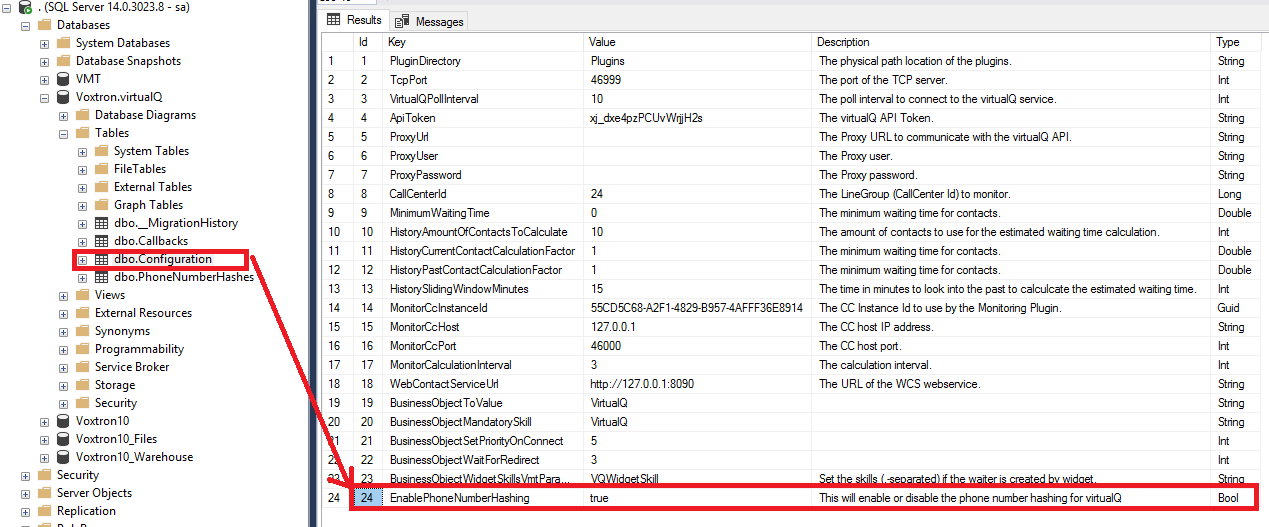 . (SQL Server 14.0.3023.8 - sa)
Databases
System Databases
Database Snapshots
VMT
Voxtron.virtualQ
Database Diagrams
Tables
System Tables
FileTables
External Tables
Graph Tables
dbo.__MigrationHistory
dbo.Callbacks
dbo.Configuration
dbo.PhoneNumberHashes
Views
External Resources
Synonyms
Programmability
Service Broker
Storage
Security
Voxtron10
Voxtron10_Files
Voxtron10_Warehouse
Security
Server Objects
Replication
Results Messages
Id Key Value Description Type
1 1 PluginDirectory Plugins The physical path location of the plugins. String
2 2 TcpPort 46999 The port of the TCP server. Int
3 3 VirtualQPollInterval 10 The poll interval to connect to the virtualQ service. Int
4 4 ApiToken xj_dxe4pzPCUvWrjjH2s The virtualQ API Token. String
5 5 ProxyUrl The Proxy URL to communicate with the virtualQ API. String
6 6 ProxyUser The Proxy user. String
7 7 ProxyPassword The Proxy password. String
8 8 CallCenterId 24 The LineGroup (CallCenter Id) to monitor. Long
9 9 MinimumWaitingTime 0 The minimum waiting time for contacts. Double
10 10 HistoryAmountOfContactsToCalculate 10 The amount of contacts to use for the estimated waiting time calculation. Int
11 11 HistoryCurrentContactCalculationFactor 1 The minimum waiting time for contacts. Double
12 12 HistoryPastContactCalculationFactor 1 The minimum waiting time for contacts. Double
13 13 HistorySlidingWindowMinutes 15 The time in minutes to look into the past to calculcate the estimated waiting time. Int
14 14 MonitorCcInstanceId 55CD5C68-A2F1-4829-B957-4AFFF36E8914 The CC Instance Id to use by the Monitoring Plugin. Guid
15 15 MonitorCcHost 127.0.0.1 The CC host IP address. String
16 16 MonitorCcPort 46000 The CC host port. Int
17 17 MonitorCalculationInterval 3 The calculation interval. Int
18 18 WebContactServiceUrl http://127.0.0.1:8090 The URL of the WCS webservice. String
19 19 BusinessObjectToValue VirtualQ String
20 20 BusinessObjectMandatorySkill VirtualQ String
21 21 BusinessObjectSetPriorityOnConnect 5 Int
22 22 BusinessObjectWaitForRedirect 3 Int
23 23 BusinessObjectWidgetSkillsVmtPara... VQWidgetSkill Set the skills (,-separated) if the waiter is created by widget. String
24 24 EnablePhoneNumberHashing true This will enable or disable the phone number hashing for virtualQ Bool